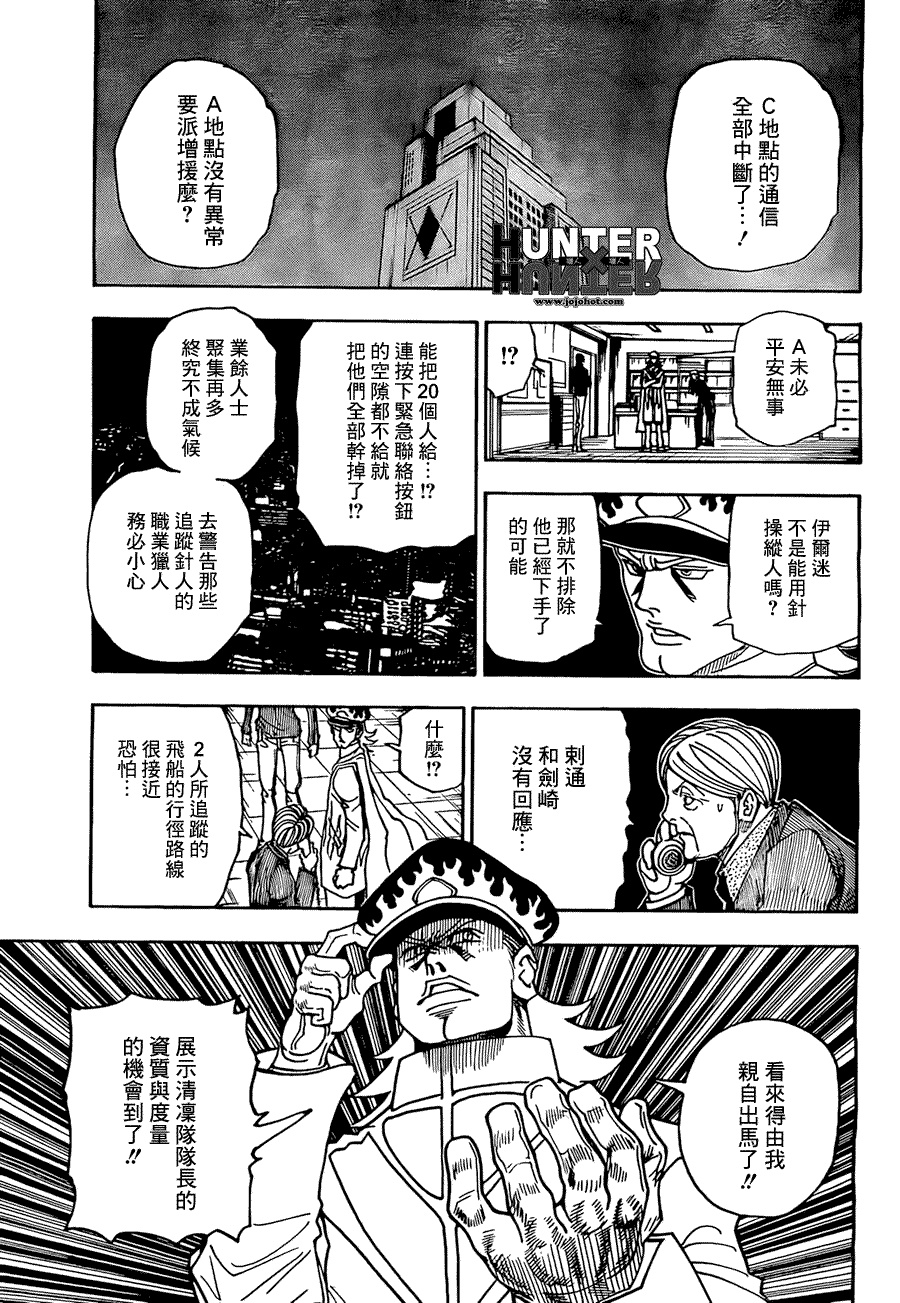 C地點的通信
全部中斷了…!
A地點沒有異常
要派增援麼?
HUNTER
×
HUNTER
www.jojohot.com
A未必
平安無事
!?
能把20個人給…!?
連按下緊急聯絡按鈕
的空隙都不給就
把他們全部幹掉了!?
業餘人士
聚集再多
終究不成氣候
去警告那些
追蹤針人的
職業獵人
務必小心
伊爾迷
不是能用針
操縱人嗎?
那就不排除
他已經下手了
的可能
刺通
和劍崎
沒有回應…
什麼!?
2人所追蹤的
飛船的行徑路線
很接近
恐怕…
看來得由我
親自出馬了!!
展示清凜隊隊長的
資質與度量
的機會到了!!